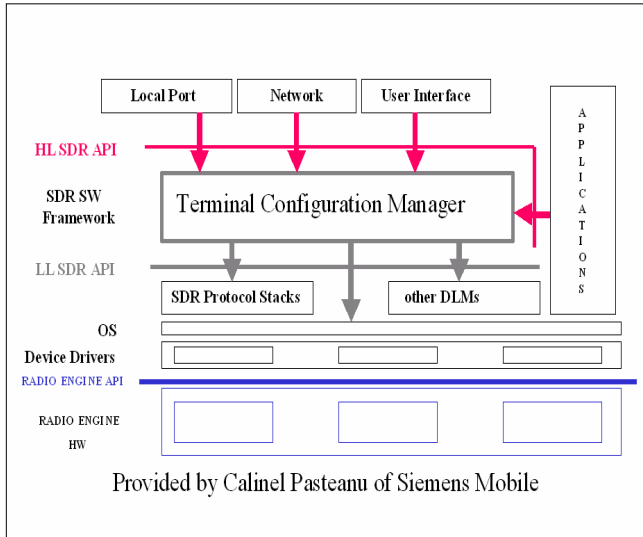 Local Port
Network
User Interface
APPLICATIONS
HL SDR API
SDR SW
Framework
Terminal Configuration Manager
LL SDR API
SDR Protocol Stacks
other DLMs
OS
Device Drivers
RADIO ENGINE API
RADIO ENGINE
HW
Provided by Calinel Pasteanu of Siemens Mobile